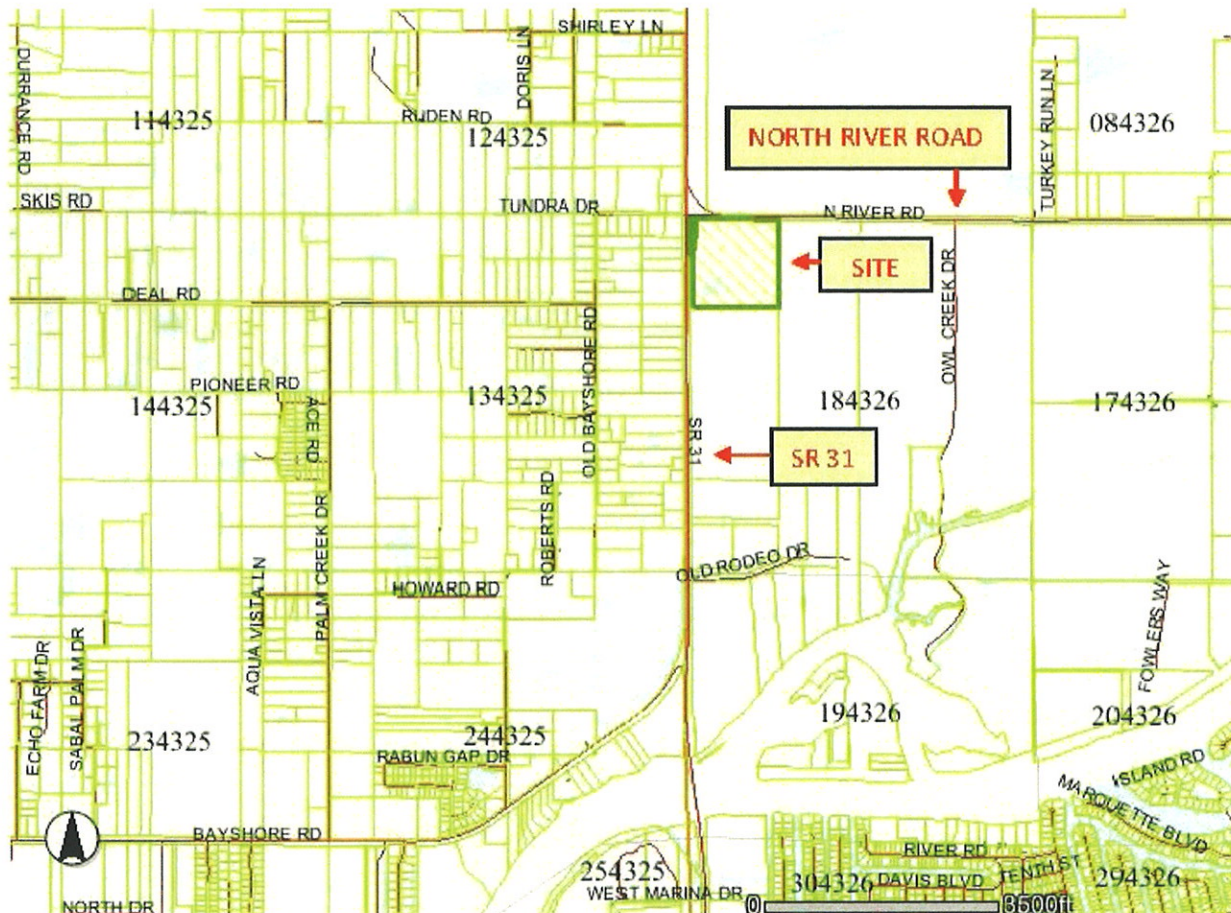 SHIRLEY LN
DURRANCE RD
DORIS LN
114325
RUDEN RD
124325
NORTH RIVER ROAD
TURKEY RUN LN
084326
SKIS RD
TUNDRA DR
N RIVER RD
SITE
OWL CREEK DR
DEAL RD
OLD BAYSHORE RD
PIONEER RD
144325
ACE RD
134325
184326
174326
SR 31
SR 31
PALM CREEK DR
ROBERTS RD
OLD RODEO DR
AQUA VISTA LN
HOWARD RD
FOWLERS WAY
ECHO FARM DR
SABAL PALM DR
234325
244325
194326
204326
RABUN GAP DR
ISLAND RD
MARQUETTE BLVD
BAYSHORE RD
RIVER RD
254325
WEST MARINA DR
304326
DAVIS BLVD
TENTH ST
294326
NORTH DR
0
3500ft